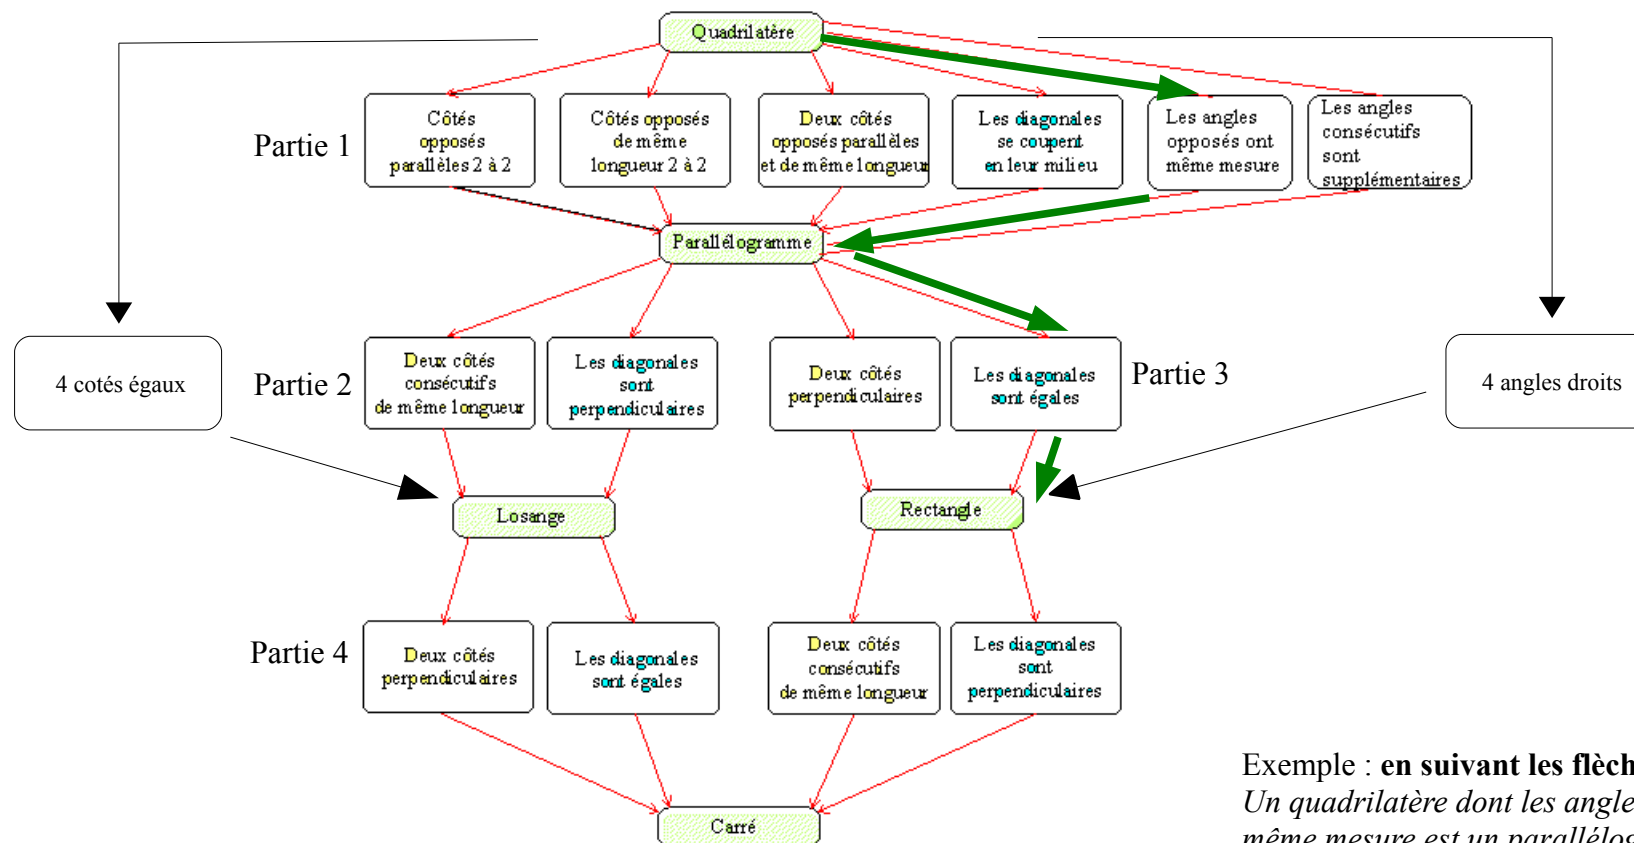 Quadrilatère
Partie 1
Côtés
opposés
parallèles 2 à 2
Côtés opposés
de même
longueur 2 à 2
Deux côtés
opposés parallèles
et de même longueur
Les diagonales
se coupent
en leur milieu
Les angles
opposés ont
même mesure
Les angles
consécutifs
sont
supplémentaires
Parallélogramme
4 cotés égaux
Partie 2
Deux côtés
consécutifs
de même longueur
Les diagonales
sont
perpendiculaires
Deux côtés
perpendiculaires
Les diagonales
sont égales
Partie 3
4 angles droits
Losange
Rectangle
Partie 4
Deux côtés
perpendiculaires
Les diagonales
sont égales
Deux côtés
consécutifs
de même longueur
Les diagonales
sont
perpendiculaires
Carré
Exemple : en suivant les flèch
Un quadrilatère dont les angle
même mesure est un parallélog